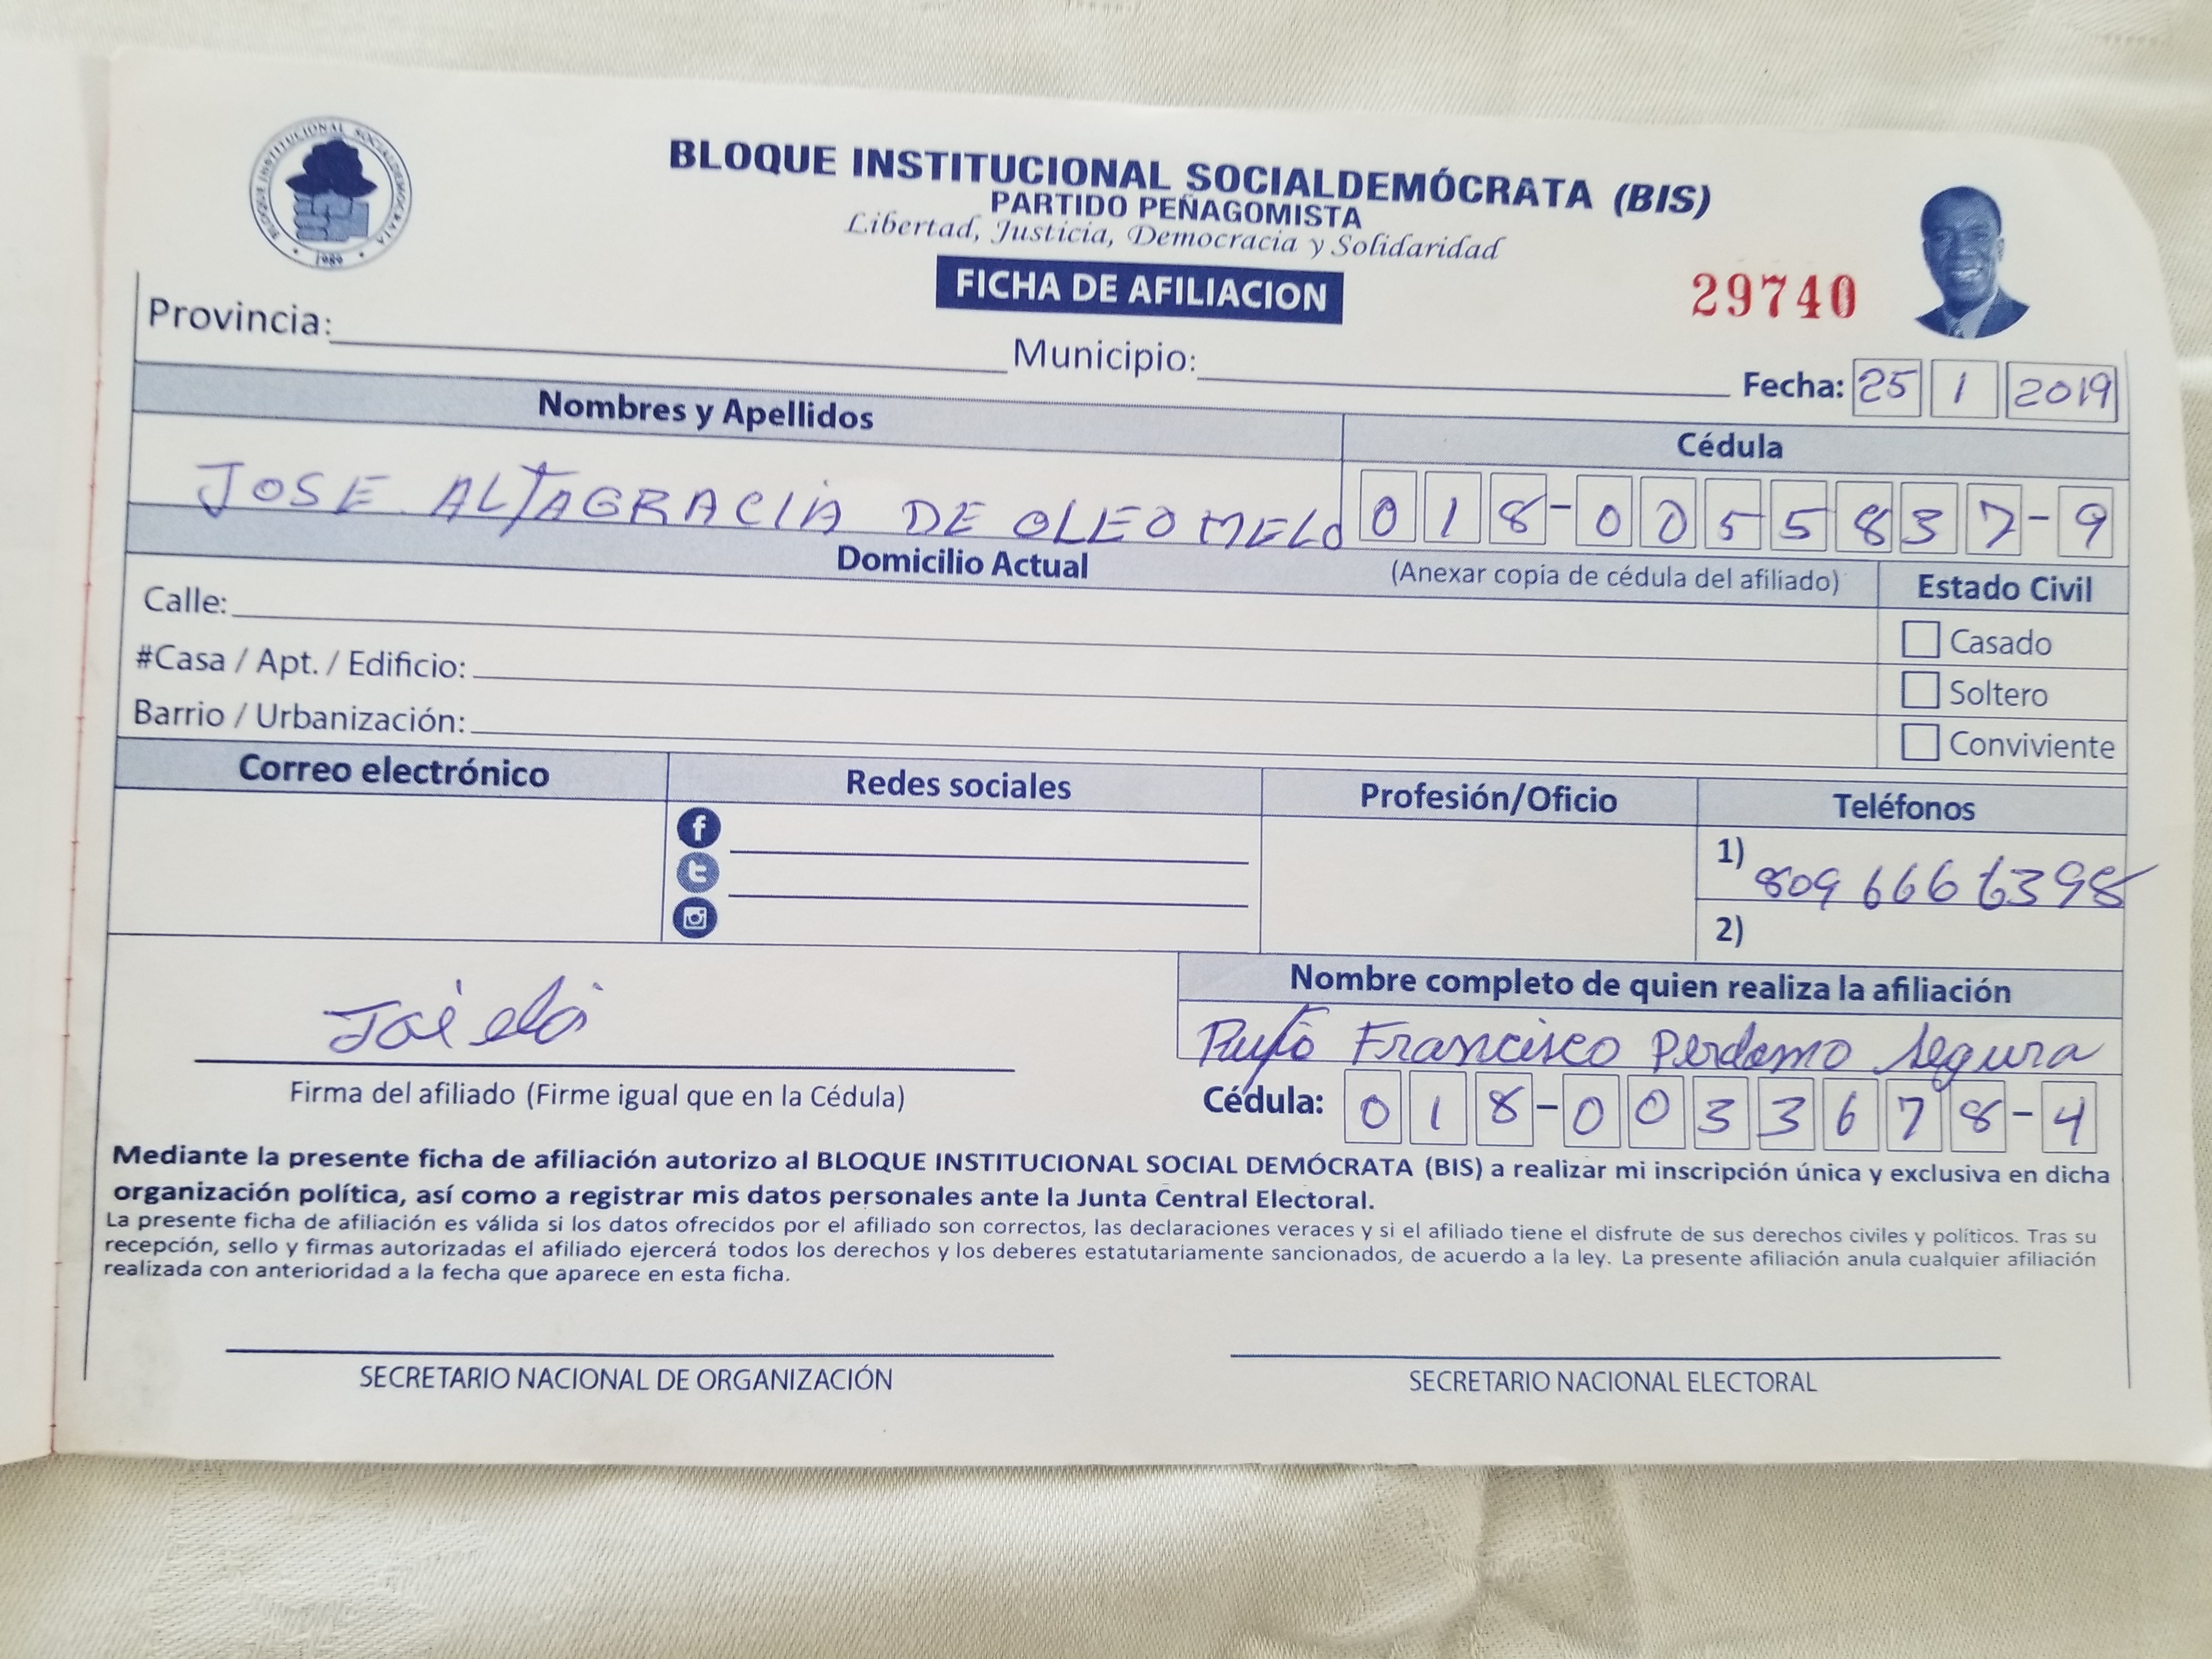 BLOQUE INSTITUCIONAL SOCIALDEMÓCRATA
1989
BLOQUE INSTITUCIONAL SOCIALDEMÓCRATA (BIS)
PARTIDO PEÑAGOMISTA
Libertad, Justicia, Democracia y Solidaridad
FICHA DE AFILIACION
29740
Provincia:
Municipio:
Fecha: 25 1 2019
Nombres y Apellidos
Cédula
JOSE ALTAGRACIA DE OLEO MELO
018-0055837-9
Domicilio Actual
(Anexar copia de cédula del afiliado)
Estado Civil
Calle:
Casado
#Casa / Apt. / Edificio:
Soltero
Barrio / Urbanización:
Conviviente
Correo electrónico
Redes sociales
Profesión/Oficio
Teléfonos
1) 809 666 6398
2)
Nombre completo de quien realiza la afiliación
Francisco Perdomo Segura
Firma del afiliado (Firme igual que en la Cédula)
Cédula: 018-0033678-4
Mediante la presente ficha de afiliación autorizo al BLOQUE INSTITUCIONAL SOCIAL DEMÓCRATA (BIS) a realizar mi inscripción única y exclusiva en dicha
organización política, así como a registrar mis datos personales ante la Junta Central Electoral.
La presente ficha de afiliación es válida si los datos ofrecidos por el afiliado son correctos, las declaraciones veraces y si el afiliado tiene el disfrute de sus derechos civiles y políticos. Tras su
recepción, sello y firmas autorizadas el afiliado ejercerá todos los derechos y los deberes estatutariamente sancionados, de acuerdo a la ley. La presente afiliación anula cualquier afiliación
realizada con anterioridad a la fecha que aparece en esta ficha.
SECRETARIO NACIONAL DE ORGANIZACIÓN
SECRETARIO NACIONAL ELECTORAL